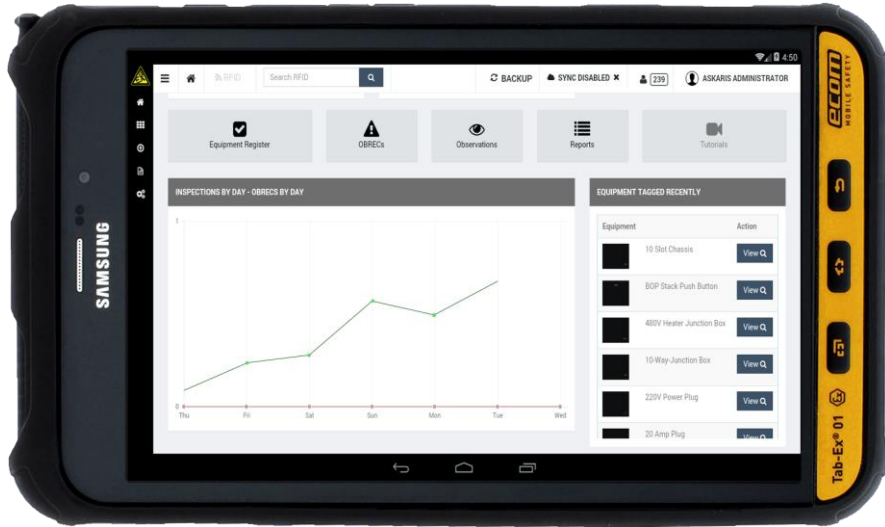 SAMSUNG
4:50
RFID
Search RFID
BACKUP
SYNC DISABLED ✖
239
ASKARIS ADMINISTRATOR
Equipment Register
OBRECs
Observations
Reports
Tutorials
INSPECTIONS BY DAY - OBRECS BY DAY
1
0
Thu Fri Sat Sun Mon Tue Wed
EQUIPMENT TAGGED RECENTLY
Equipment Action
10 Slot Chassis View
BOP Stack Push Button View
480V Heater Junction Box View
10-Way-Junction Box View
220V Power Plug View
20 Amp Plug View
ecom
MOBILE SAFETY
Tab-Ex® 01 Ex